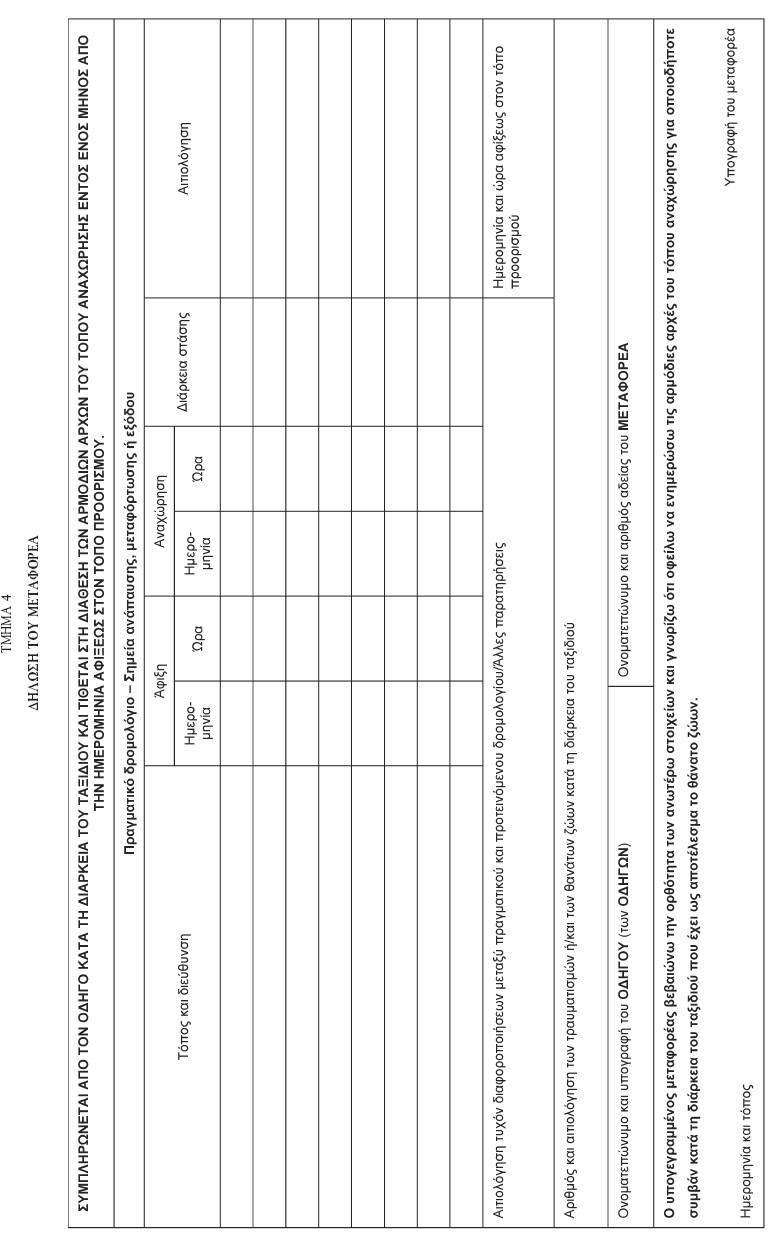 ΤΜΗΜΑ 4
ΔΗΛΩΣΗ ΤΟΥ ΜΕΤΑΦΟΡΕΑ
ΣΥΜΠΛΗΡΩΝΕΤΑΙ ΑΠΟ ΤΟΝ ΟΔΗΓΟ ΚΑΤΑ ΤΗ ΔΙΑΡΚΕΙΑ ΤΟΥ ΤΑΞΙΔΙΟΥ ΚΑΙ ΤΙΘΕΤΑΙ ΣΤΗ ΔΙΑΘΕΣΗ ΤΩΝ ΑΡΜΟΔΙΩΝ ΑΡΧΩΝ ΤΟΥ ΤΟΠΟΥ ΑΝΑΧΩΡΗΣΗΣ ΕΝΤΟΣ ΕΝΟΣ ΜΗΝΟΣ ΑΠΟ
ΤΗΝ ΗΜΕΡΟΜΗΝΙΑ ΑΦΙΞΕΩΣ ΣΤΟΝ ΤΟΠΟ ΠΡΟΟΡΙΣΜΟΥ.
Πραγματικό δρομολόγιο – Σημεία ανάπαυσης, μεταφόρτωσης ή εξόδου
Τόπος και διεύθυνση
Άφιξη
Αναχώρηση
Διάρκεια στάσης
Αιτιολόγηση
Ημερο-
μηνία
Ώρα
Ημερο-
μηνία
Ώρα
Αιτιολόγηση τυχόν διαφοροποιήσεων μεταξύ πραγματικού και προτεινόμενου δρομολογίου/Άλλες παρατηρήσεις
Ημερομηνία και ώρα αφίξεως στον τόπο
προορισμού
Αριθμός και αιτιολόγηση των τραυματισμών ή/και των θανάτων ζώων κατά τη διάρκεια του ταξιδιού
Ονοματεπώνυμο και υπογραφή του ΟΔΗΓΟΥ (των ΟΔΗΓΩΝ)
Ονοματεπώνυμο και αριθμός αδείας του ΜΕΤΑΦΟΡΕΑ
Ο υπογεγραμμένος μεταφορέας βεβαιώνω την ορθότητα των ανωτέρω στοιχείων και γνωρίζω ότι οφείλω να ενημερώσω τις αρμόδιες αρχές του τόπου αναχώρησης για οποιοδήποτε
συμβάν κατά τη διάρκεια του ταξιδιού που έχει ως αποτέλεσμα το θάνατο ζώων.
Ημερομηνία και τόπος
Υπογραφή του μεταφορέα